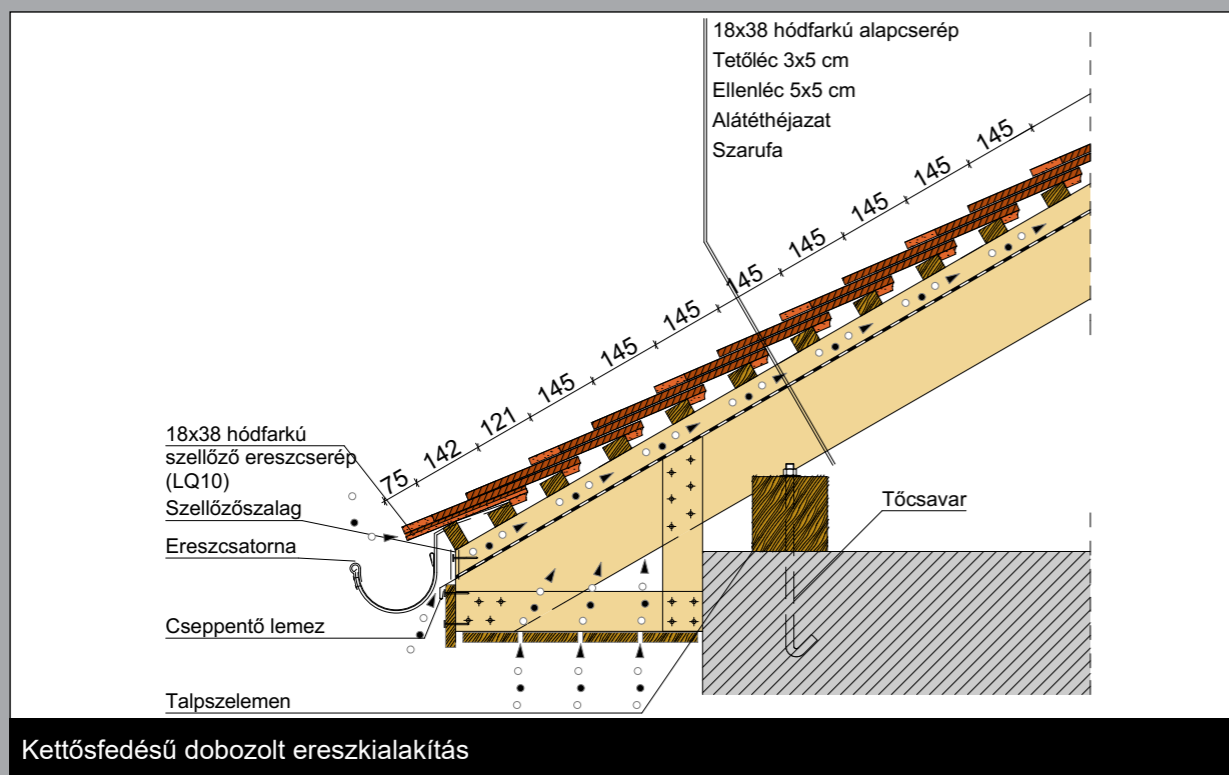 18x38 hódfarkú alapcserép
Tetőléc 3x5 cm
Ellenléc 5x5 cm
Alátéthéjazat
Szarufa
75
142
121
145
145
145
145
145
145
145
145
18x38 hódfarkú
szellőző ereszcserép
(LQ10)
Szellőzőszalag
Ereszcsatorna
Cseppentő lemez
Talpszelemen
Tőcsavar
Kettősfedésű dobozolt ereszkialakítás